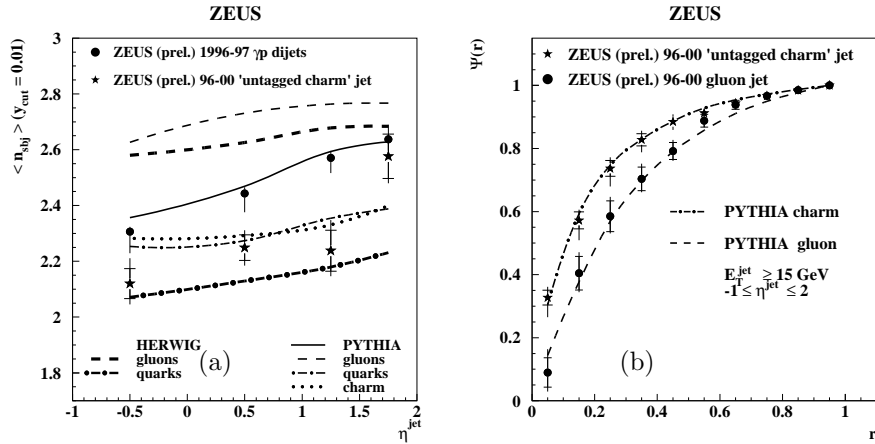 ZEUS
ZEUS
< n_sbj > (y_cut = 0.01)
3
2.8
2.6
2.4
2.2
2
1.8
ZEUS (prel.) 1996-97 γp dijets
ZEUS (prel.) 96-00 'untagged charm' jet
HERWIG
gluons
quarks
(a)
PYTHIA
gluons
quarks
charm
-1 -0.5 0 0.5 1 1.5 2
η^jet
Ψ(r)
1
0.8
0.6
0.4
0.2
0
ZEUS (prel.) 96-00 'untagged charm' jet
ZEUS (prel.) 96-00 gluon jet
PYTHIA charm
PYTHIA gluon
E_T^jet ≥ 15 GeV
-1 ≤ η^jet ≤ 2
(b)
0 0.2 0.4 0.6 0.8 1
r